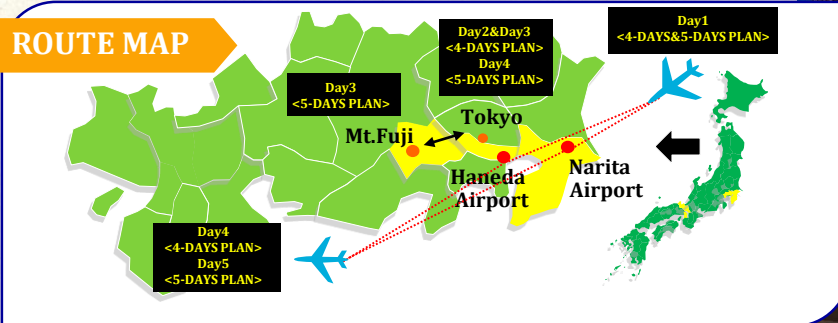 ROUTE MAP
Day1
<4-DAYS&5-DAYS PLAN>
Day2&Day3
<4-DAYS PLAN>
Day4
<5-DAYS PLAN>
Day3
<5-DAYS PLAN>
Tokyo
Mt.Fuji
Haneda
Airport
Narita
Airport
Day4
<4-DAYS PLAN>
Day5
<5-DAYS PLAN>